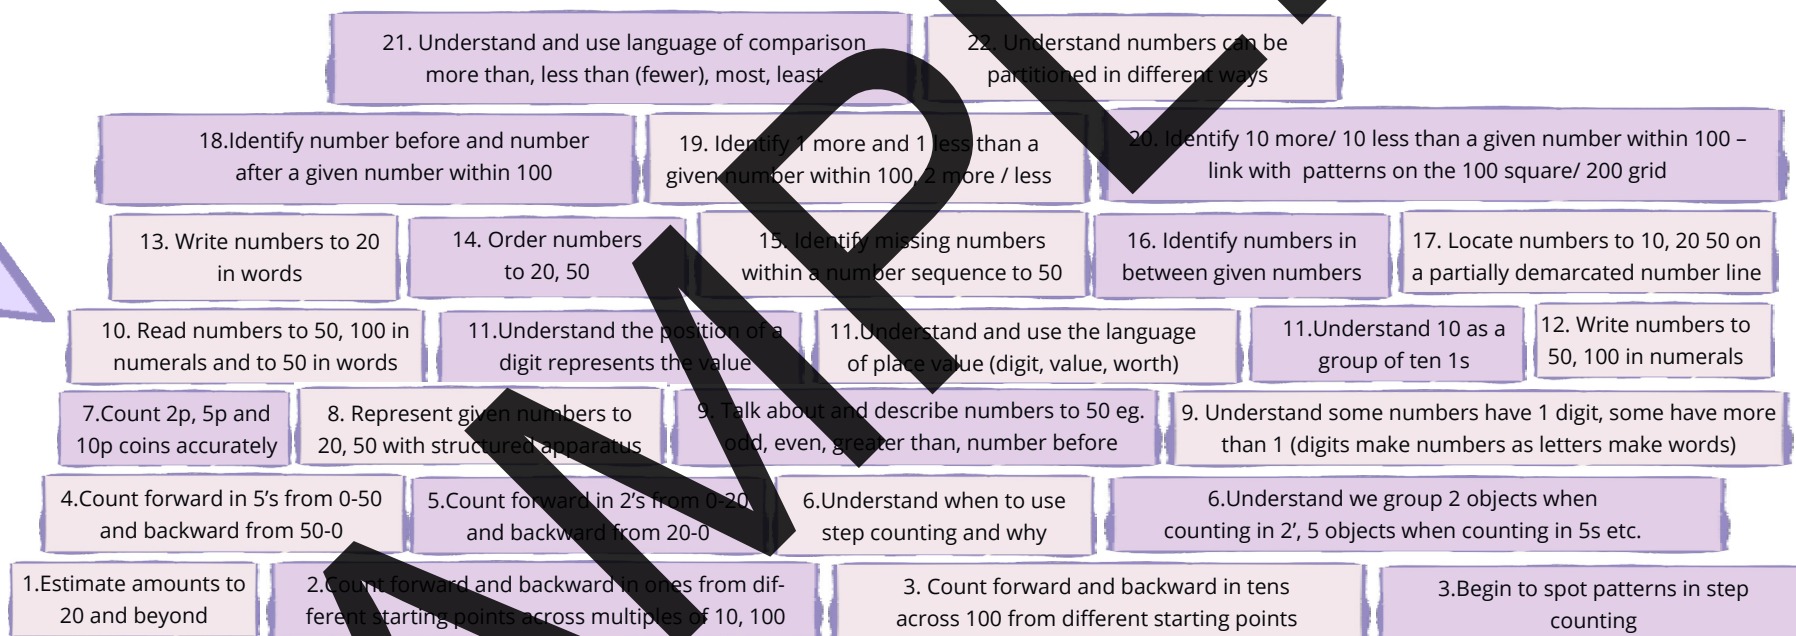 21. Understand and use language of comparison
more than, less than (fewer), most, least
22. Understand numbers can be
partitioned in different ways
18.Identify number before and number
after a given number within 100
19. Identify 1 more and 1 less than a
given number within 100, 2 more / less
20. Identify 10 more/ 10 less than a given number within 100 –
link with patterns on the 100 square/ 200 grid
13. Write numbers to 20
in words
14. Order numbers
to 20, 50
15. Identify missing numbers
within a number sequence to 50
16. Identify numbers in
between given numbers
17. Locate numbers to 10, 20 50 on
a partially demarcated number line
10. Read numbers to 50, 100 in
numerals and to 50 in words
11.Understand the position of a
digit represents the value
11.Understand and use the language
of place value (digit, value, worth)
11.Understand 10 as a
group of ten 1s
12. Write numbers to
50, 100 in numerals
7.Count 2p, 5p and
10p coins accurately
8. Represent given numbers to
20, 50 with structured apparatus
9. Talk about and describe numbers to 50 eg.
odd, even, greater than, number before
9. Understand some numbers have 1 digit, some have more
than 1 (digits make numbers as letters make words)
4.Count forward in 5’s from 0-50
and backward from 50-0
5.Count forward in 2’s from 0-20
and backward from 20-0
6.Understand when to use
step counting and why
6.Understand we group 2 objects when
counting in 2’, 5 objects when counting in 5s etc.
1.Estimate amounts to
20 and beyond
2.Count forward and backward in ones from dif-
ferent starting points across multiples of 10, 100
3. Count forward and backward in tens
across 100 from different starting points
3.Begin to spot patterns in step
counting